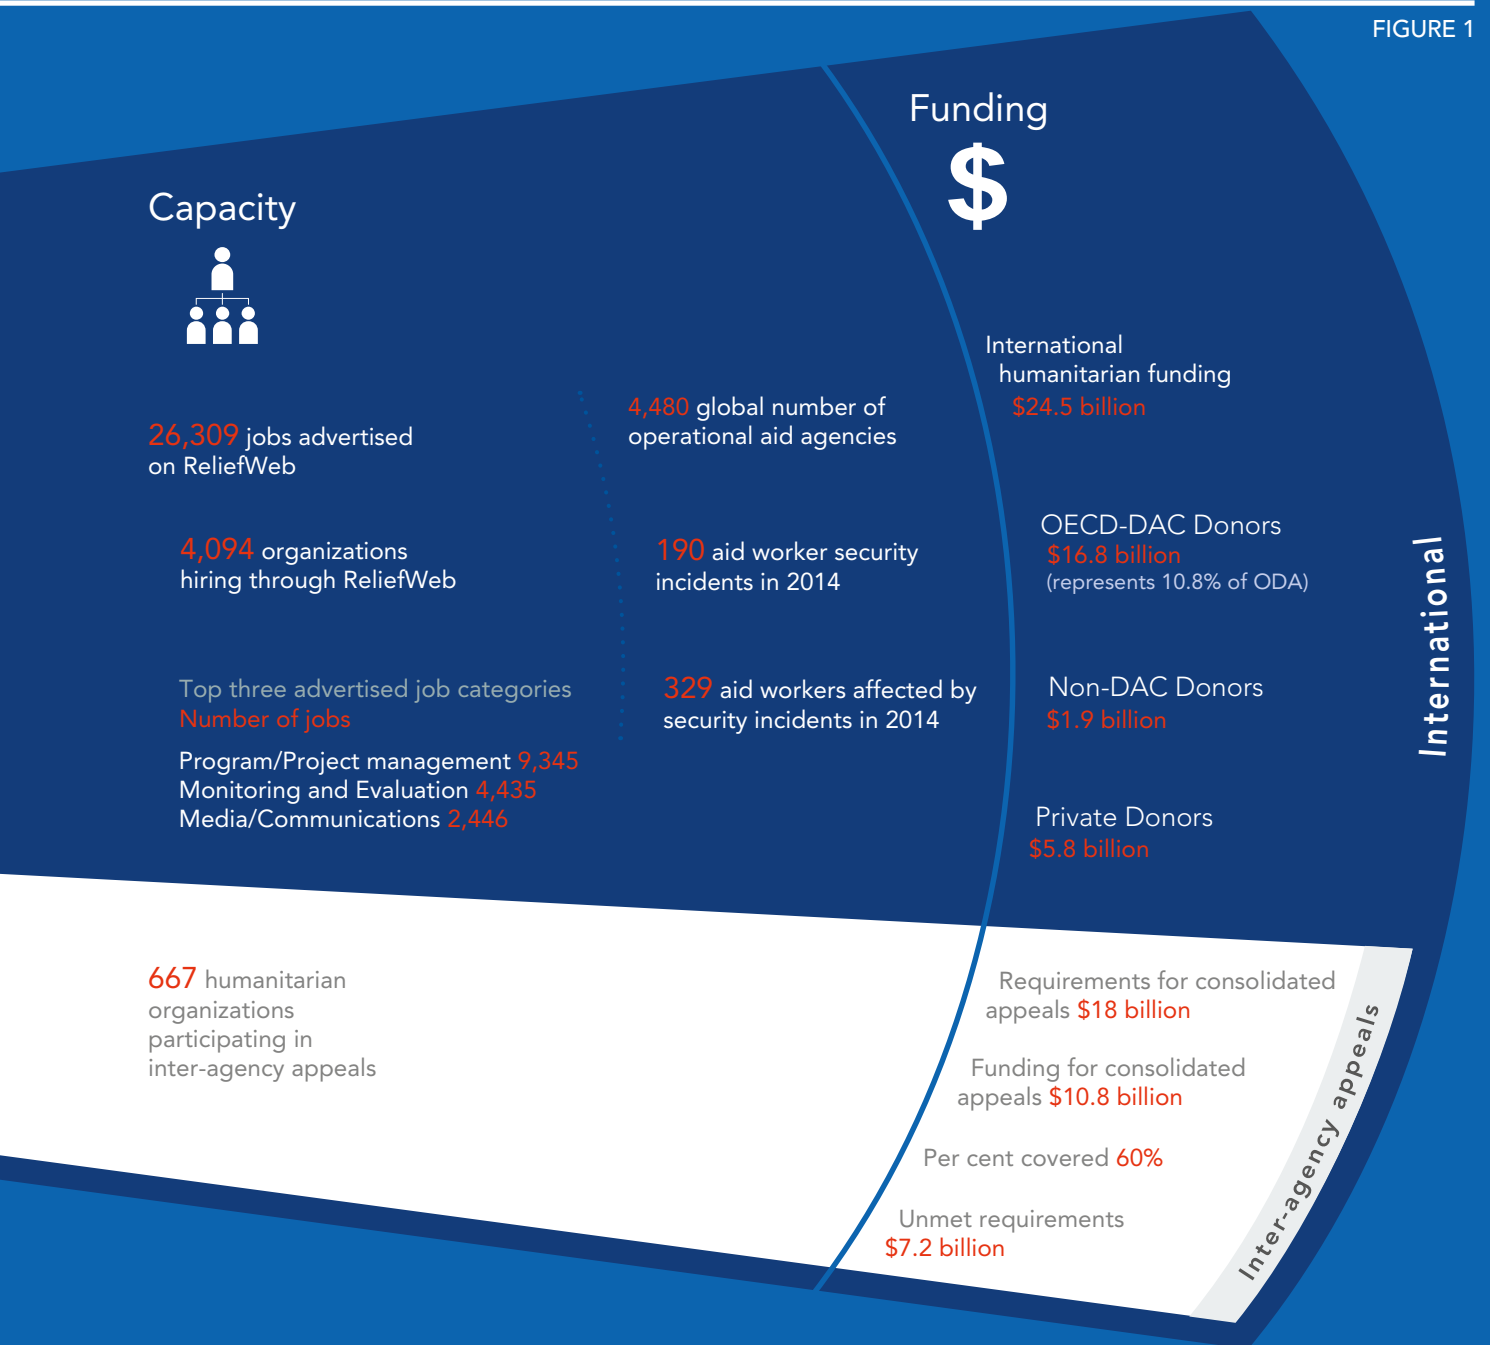 FIGURE 1
Funding
$
Capacity
26,309 jobs advertised
on ReliefWeb
4,094 organizations
hiring through ReliefWeb
Top three advertised job categories
Number of jobs
Program/Project management 9,345
Monitoring and Evaluation 4,435
Media/Communications 2,446
4,480 global number of
operational aid agencies
190 aid worker security
incidents in 2014
329 aid workers affected by
security incidents in 2014
International
humanitarian funding
$24.5 billion
OECD-DAC Donors
$16.8 billion
(represents 10.8% of ODA)
Non-DAC Donors
$1.9 billion
Private Donors
$5.8 billion
International
667 humanitarian
organizations
participating in
inter-agency appeals
Requirements for consolidated
appeals $18 billion
Funding for consolidated
appeals $10.8 billion
Per cent covered 60%
Unmet requirements
$7.2 billion
Inter-agency appeals